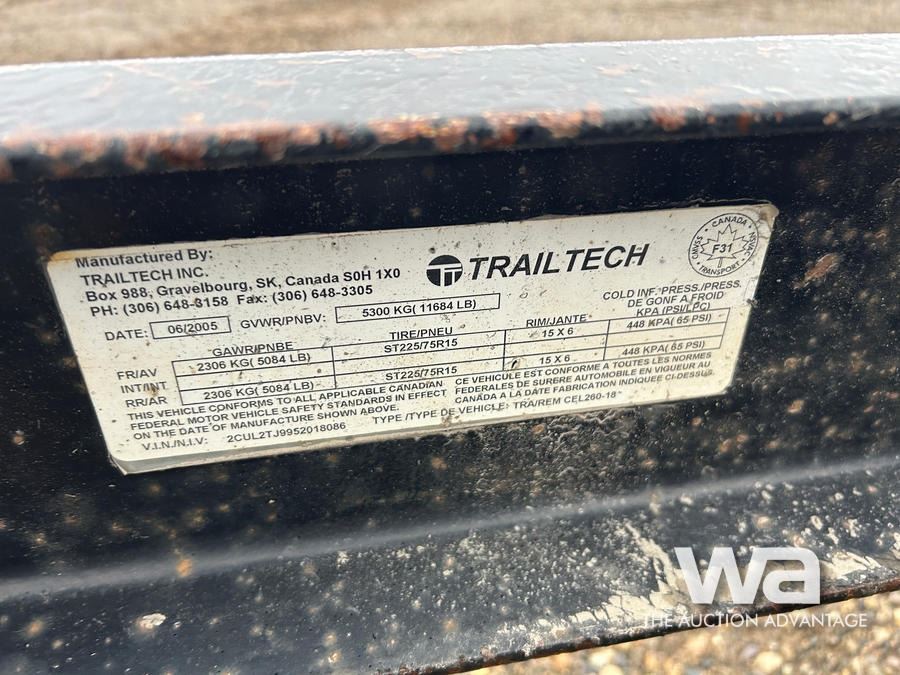 Manufactured By:
TRAILTECH INC.
Box 988, Gravelbourg, SK, Canada S0H 1X0
PH: (306) 648-3158 Fax: (306) 648-3305
TRAILTECH
CANADA
F31
TRANSPORT
CMVSS
NSVAC
DATE: 06/2005 GVWR/PNBV: 5300 KG( 11684 LB)
COLD INF. PRESS./PRESS.
DE GONF A FROID
KPA (PSI/LPC)
GAWR/PNBE TIRE/PNEU RIM/JANTE
FR/AV 2306 KG( 5084 LB) ST225/75R15 15 X 6 448 KPA( 65 PSI)
INT/INT
RR/AR 2306 KG( 5084 LB) ST225/75R15 15 X 6 448 KPA( 65 PSI)
THIS VEHICLE CONFORMS TO ALL APPLICABLE CANADIAN
FEDERAL MOTOR VEHICLE SAFETY STANDARDS IN EFFECT
ON THE DATE OF MANUFACTURE SHOWN ABOVE.
CE VEHICULE EST CONFORME A TOUTES LES NORMES
FEDERALES DE SURERE AUTOMOBILE EN VIGUEUR AU
CANADA A LA DATE FABRICATION INDIQUEE CI-DESSUS.
V.I.N./N.I.V: 2CUL2TJ9952018086 TYPE /TYPE DE VEHICLE: TRA/REM CEL260-18"
wa
THE AUCTION ADVANTAGE